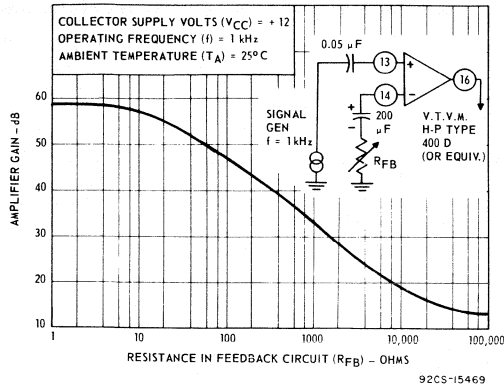 COLLECTOR SUPPLY VOLTS (VCC) = +12
OPERATING FREQUENCY (f) = 1 kHz
AMBIENT TEMPERATURE (TA) = 25°C
0.05 µF
13
+
16
14
-
+
200
µF
-
SIGNAL
GEN
f = 1kHz
RFB
V.T.V.M.
H-P TYPE
400 D
(OR EQUIV.)
AMPLIFIER GAIN - dB
60
50
40
30
20
10
1
10
100
1000
10,000
100,000
RESISTANCE IN FEEDBACK CIRCUIT (RFB) - OHMS
92CS-15469